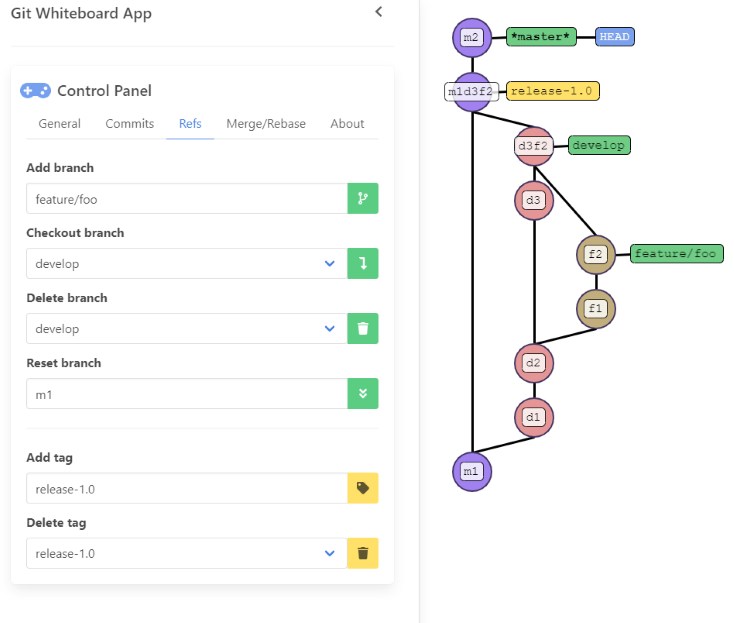 Git Whiteboard App
Control Panel
General Commits Refs Merge/Rebase About
Add branch
feature/foo
Checkout branch
develop
Delete branch
develop
Reset branch
m1
Add tag
release-1.0
Delete tag
release-1.0
m2 *master* HEAD
m1d3f2 release-1.0
d3f2 develop
d3
f2 feature/foo
f1
d2
d1
m1